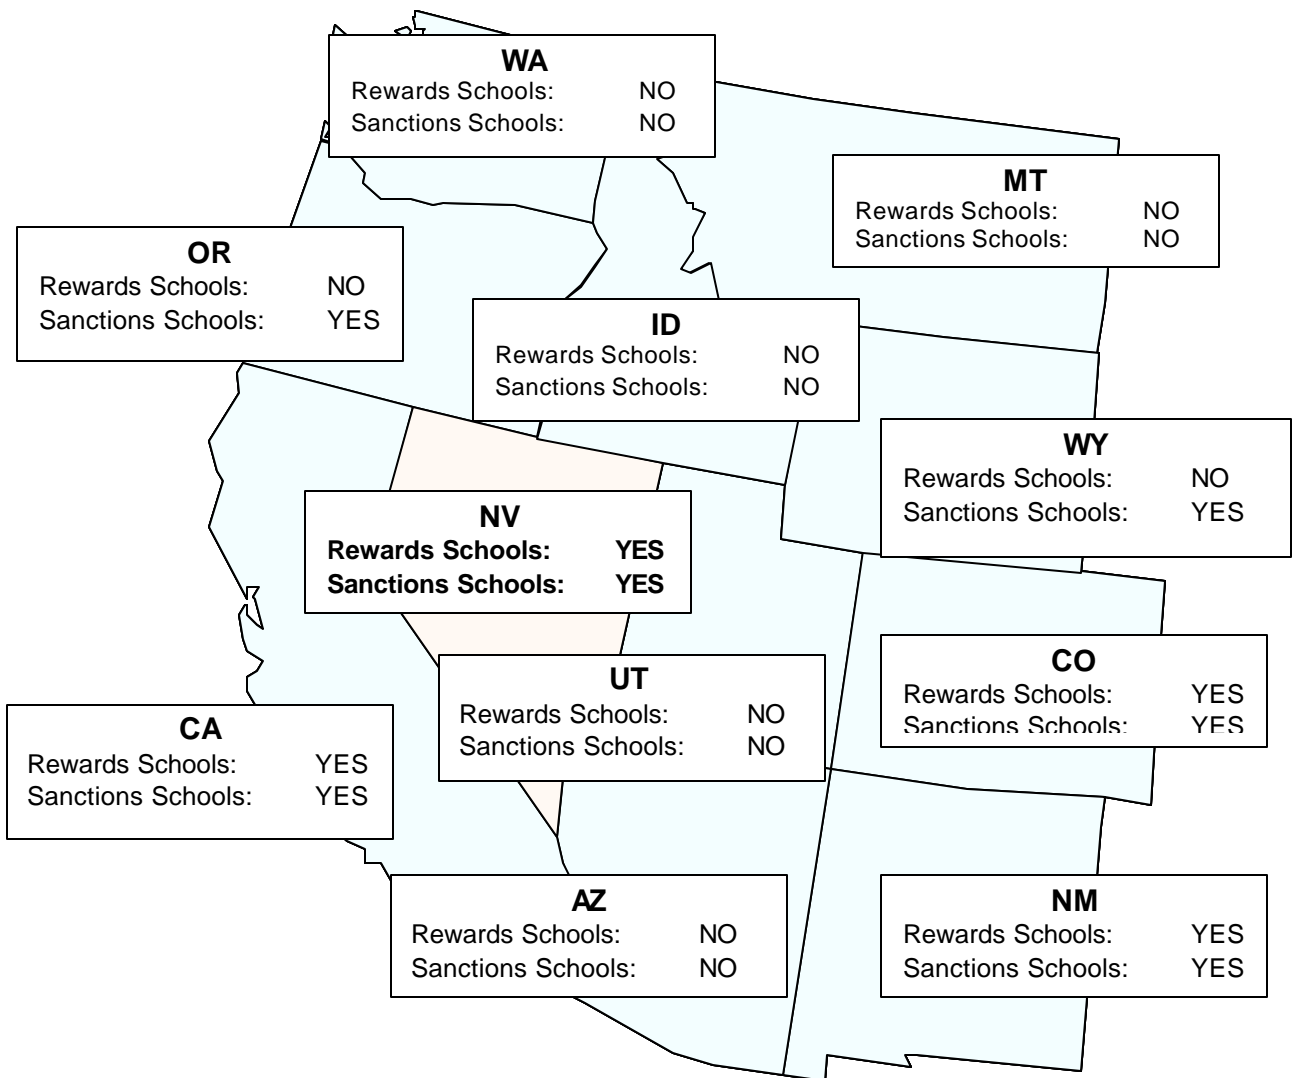 WA
Rewards Schools: NO
Sanctions Schools: NO
MT
Rewards Schools: NO
Sanctions Schools: NO
OR
Rewards Schools: NO
Sanctions Schools: YES
ID
Rewards Schools: NO
Sanctions Schools: NO
WY
Rewards Schools: NO
Sanctions Schools: YES
NV
Rewards Schools: YES
Sanctions Schools: YES
CO
Rewards Schools: YES
Sanctions Schools: YES
UT
Rewards Schools: NO
Sanctions Schools: NO
CA
Rewards Schools: YES
Sanctions Schools: YES
AZ
Rewards Schools: NO
Sanctions Schools: NO
NM
Rewards Schools: YES
Sanctions Schools: YES